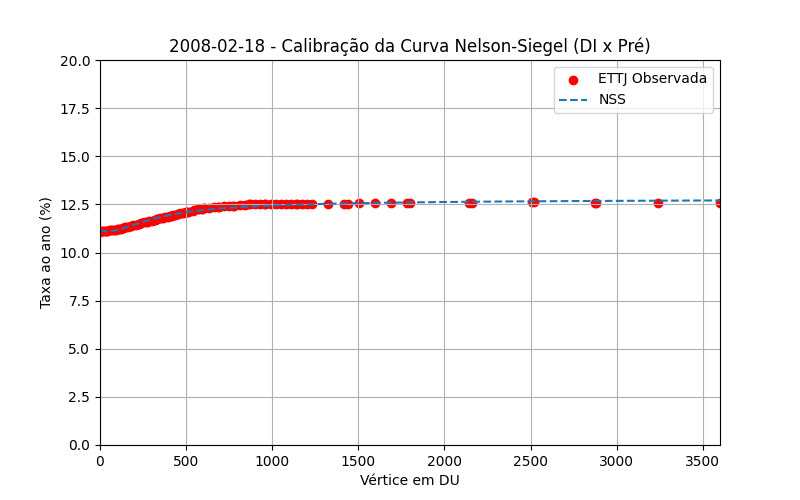 2008-02-18 - Calibração da Curva Nelson-Siegel (DI x Pré)
ETTJ Observada
NSS
Taxa ao ano (%)
20.0
17.5
15.0
12.5
10.0
7.5
5.0
2.5
0.0
0 500 1000 1500 2000 2500 3000 3500
Vértice em DU